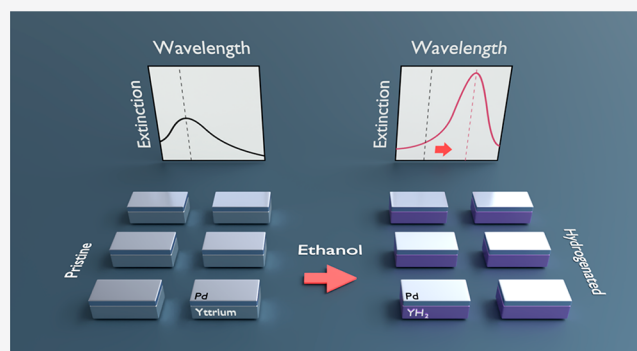 Wavelength
Extinction
Wavelength
Extinction
Pristine
Pd
Yttrium
Ethanol
Pd
YH₂
Hydrogenated